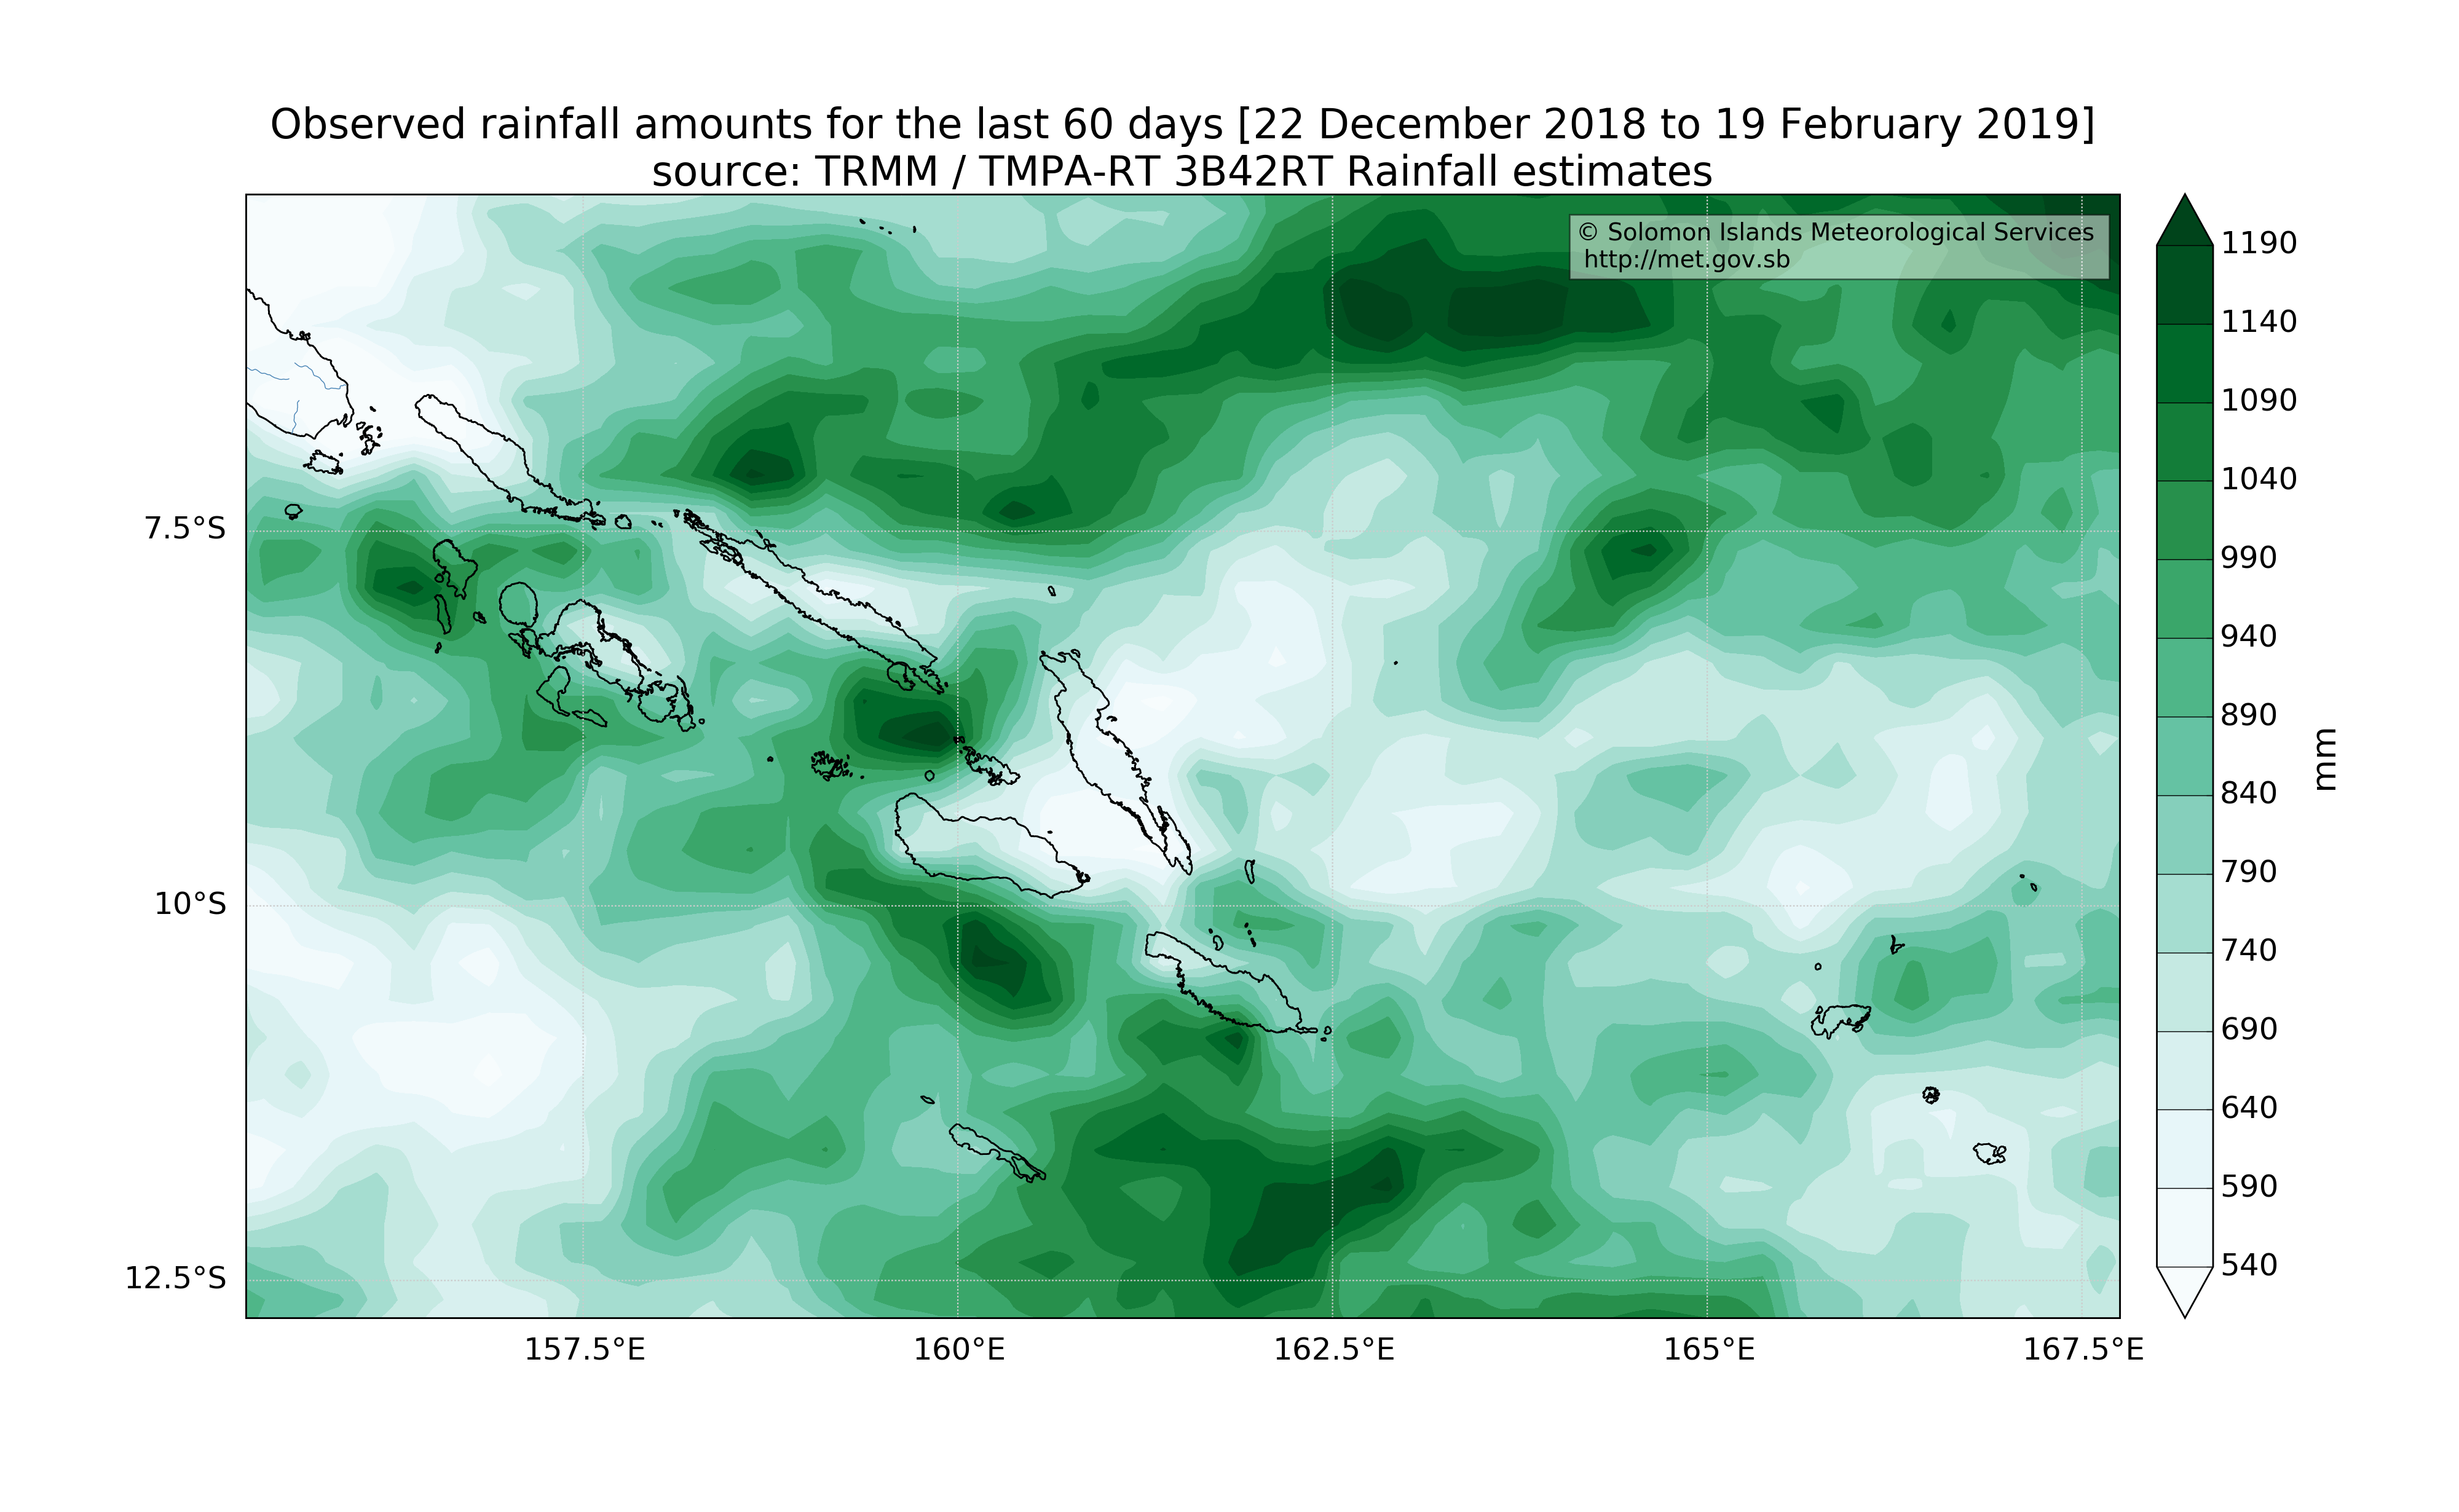 Observed rainfall amounts for the last 60 days [22 December 2018 to 19 February 2019]
source: TRMM / TMPA-RT 3B42RT Rainfall estimates
© Solomon Islands Meteorological Services
http://met.gov.sb
7.5°S
10°S
12.5°S
157.5°E
160°E
162.5°E
165°E
167.5°E
1190
1140
1090
1040
990
940
890
840
790
740
690
640
590
540
mm